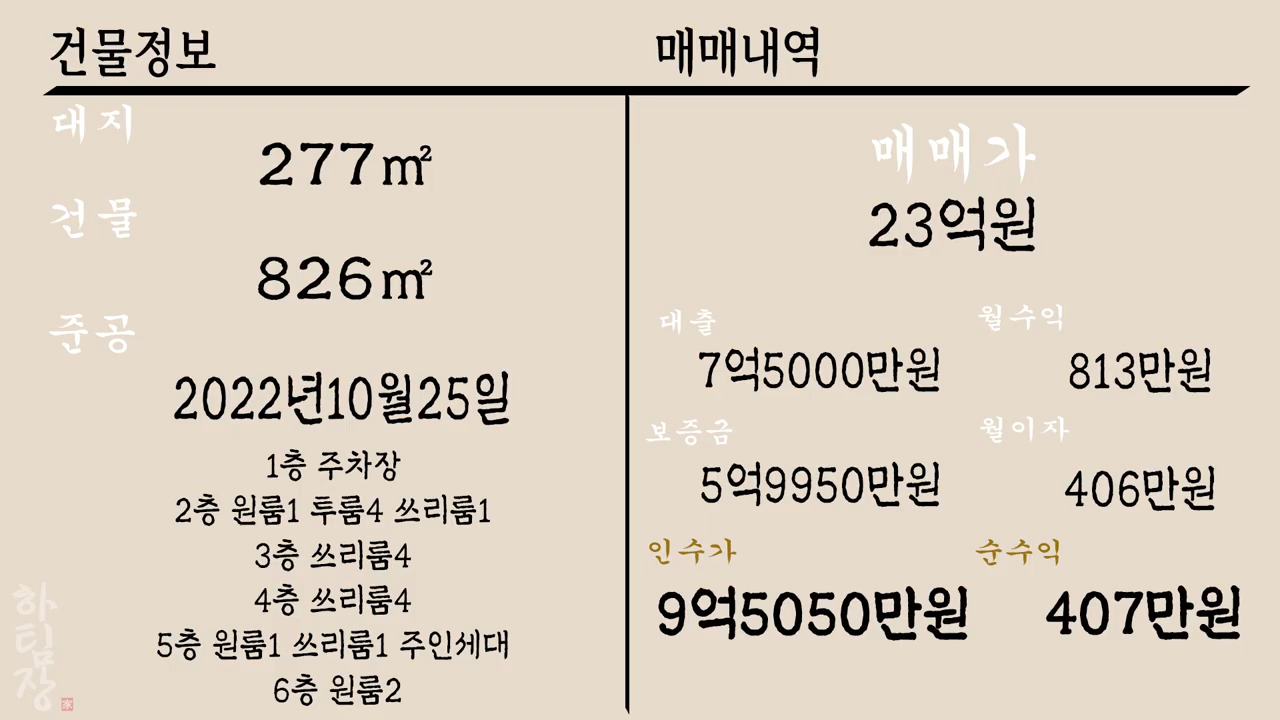 건물정보
대지
277㎡
건물
826㎡
준공
2022년10월25일
1층 주차장
2층 원룸1 투룸4 쓰리룸1
3층 쓰리룸4
4층 쓰리룸4
5층 원룸1 쓰리룸1 주인세대
6층 원룸2
하팀장
매매내역
매매가
23억원
대출
7억5000만원
월수익
813만원
보증금
5억9950만원
월이자
406만원
인수가
9억5050만원
순수익
407만원